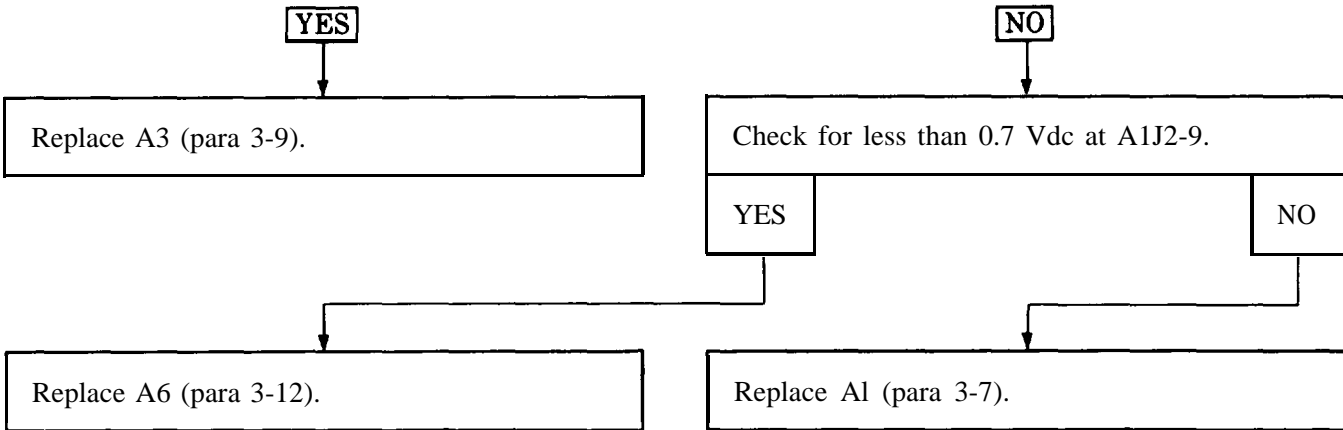 YES
NO
Replace A3 (para 3-9).
Check for less than 0.7 Vdc at A1J2-9.
YES
NO
Replace A6 (para 3-12).
Replace Al (para 3-7).